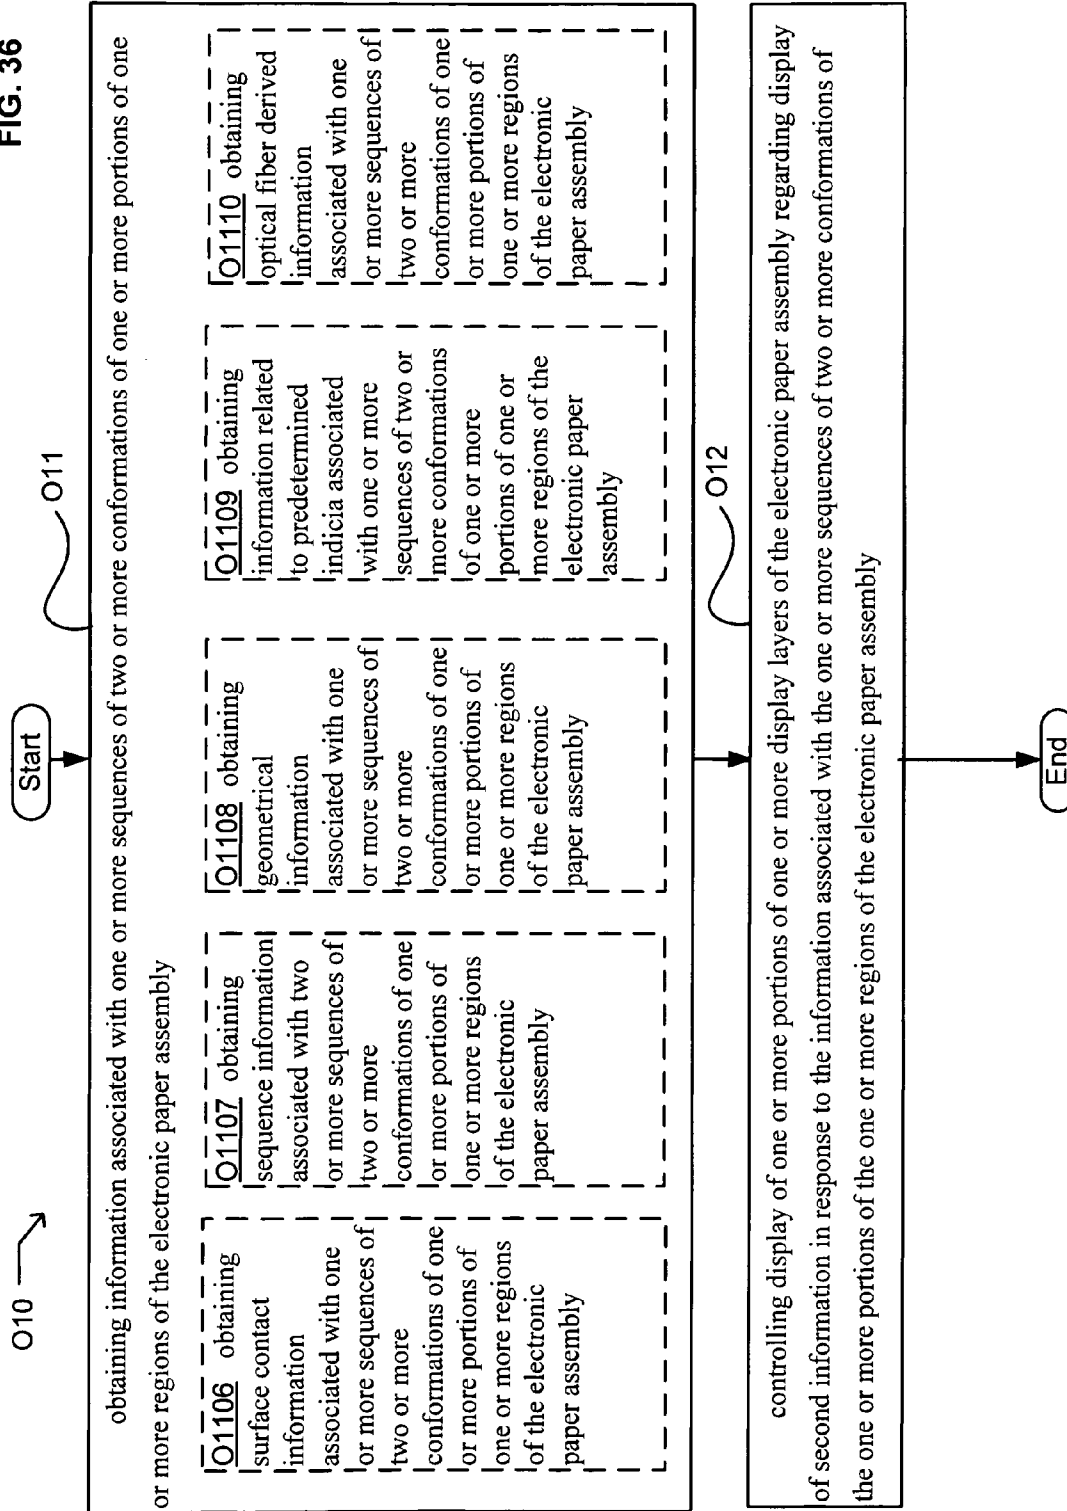 FIG. 36
O10
Start
O11
obtaining information associated with one or more sequences of two or more conformations of one or more portions of one
or more regions of the electronic paper assembly
O1106 obtaining
surface contact
information
associated with one
or more sequences of
two or more
conformations of one
or more portions of
one or more regions
of the electronic
paper assembly
O1107 obtaining
sequence information
associated with two
or more sequences of
two or more
conformations of one
or more portions of
one or more regions
of the electronic
paper assembly
O1108 obtaining
geometrical
information
associated with one
or more sequences of
two or more
conformations of one
or more portions of
one or more regions
of the electronic
paper assembly
O1109 obtaining
information related
to predetermined
indicia associated
with one or more
sequences of two or
more conformations
of one or more
portions of one or
more regions of the
electronic paper
assembly
O1110 obtaining
optical fiber derived
information
associated with one
or more sequences of
two or more
conformations of one
or more portions of
one or more regions
of the electronic
paper assembly
O12
controlling display of one or more portions of one or more display layers of the electronic paper assembly regarding display
of second information in response to the information associated with the one or more sequences of two or more conformations of
the one or more portions of the one or more regions of the electronic paper assembly
End